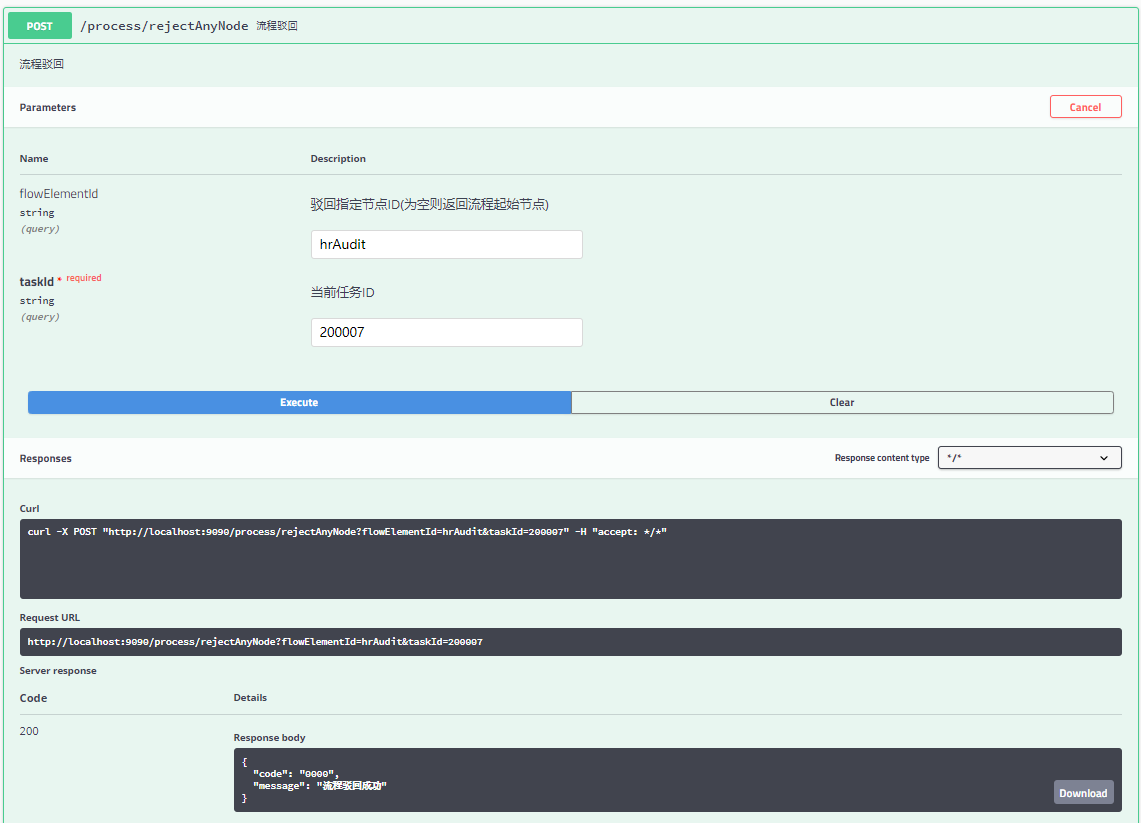 POST /process/rejectAnyNode 流程驳回
流程驳回
Parameters Cancel
Name Description
flowElementId
string
(query)
驳回指定节点ID(为空则返回流程起始节点)
hrAudit
taskId * required
string
(query)
当前任务ID
200007
Execute Clear
Responses Response content type */*
Curl
curl -X POST "http://localhost:9090/process/rejectAnyNode?flowElementId=hrAudit&taskId=200007" -H "accept: */*"
Request URL
http://localhost:9090/process/rejectAnyNode?flowElementId=hrAudit&taskId=200007
Server response
Code Details
200
Response body
{
"code": "0000",
"message": "流程驳回成功"
}
Download